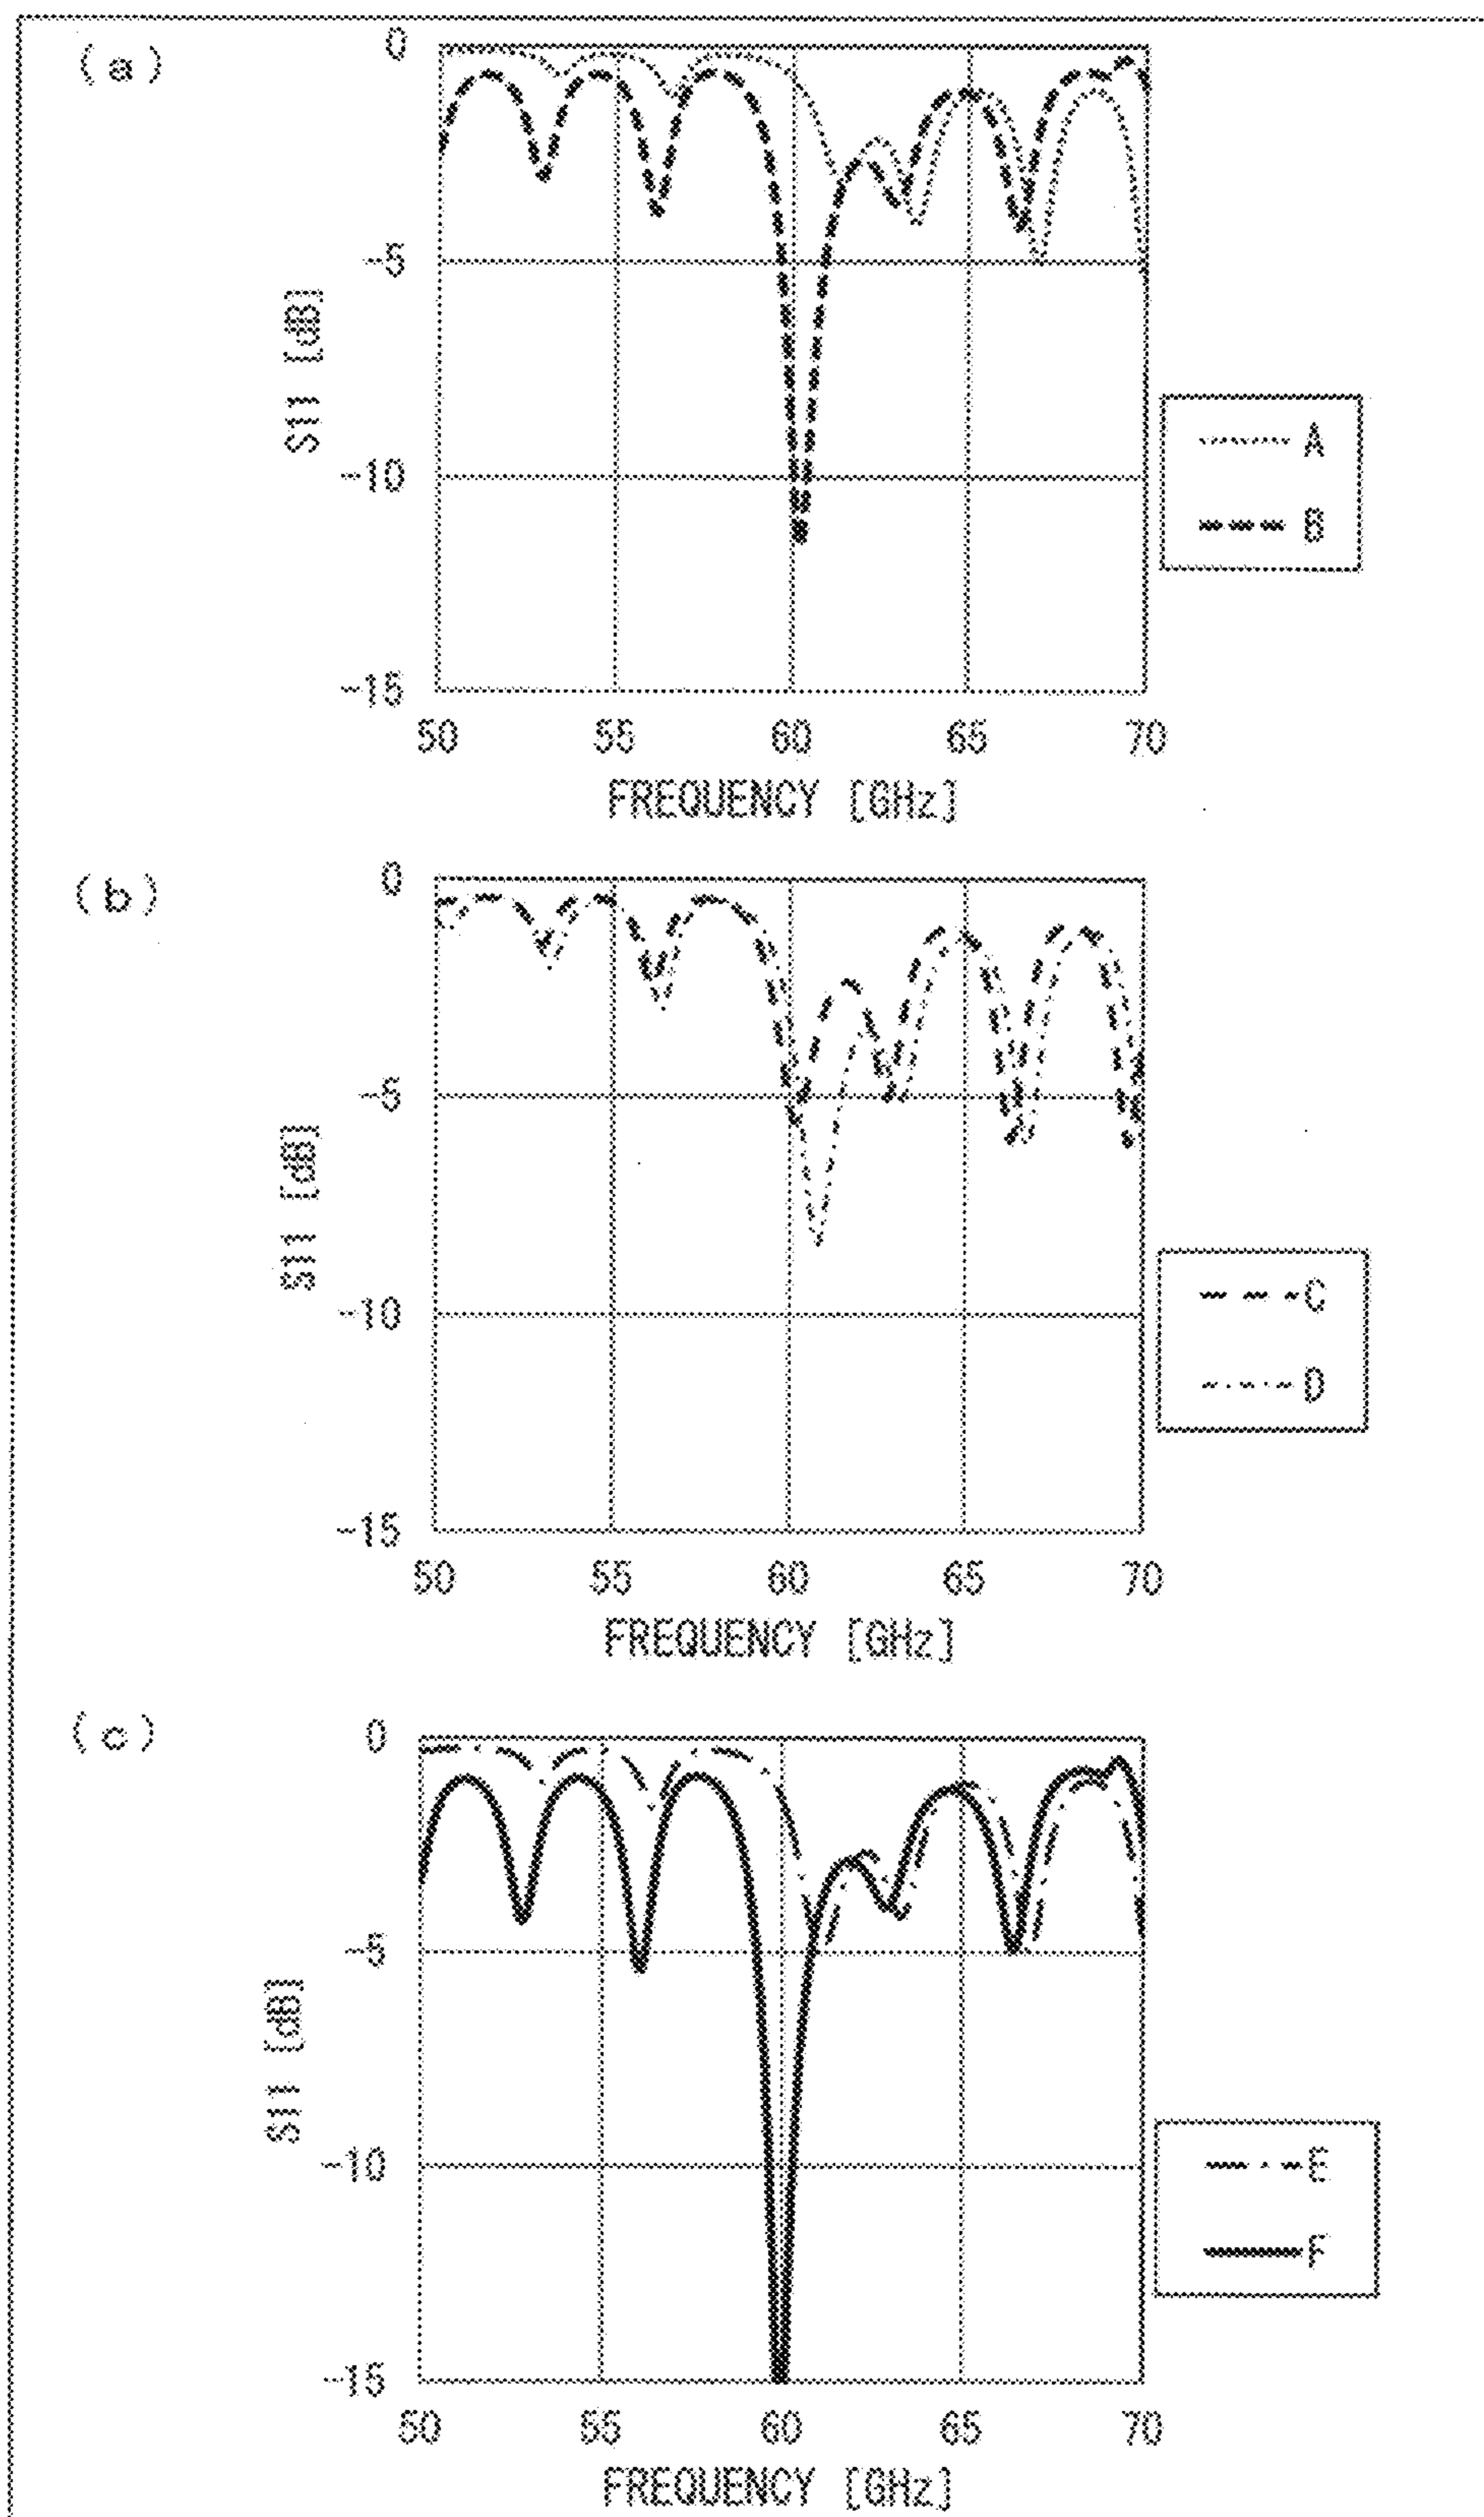 (a)
0
-5
-10
-15
S11 [dB]
50 55 60 65 70
FREQUENCY [GHz]
A
B
(b)
0
-5
-10
-15
S11 [dB]
50 55 60 65 70
FREQUENCY [GHz]
C
D
(c)
0
-5
-10
-15
S11 [dB]
50 55 60 65 70
FREQUENCY [GHz]
E
F